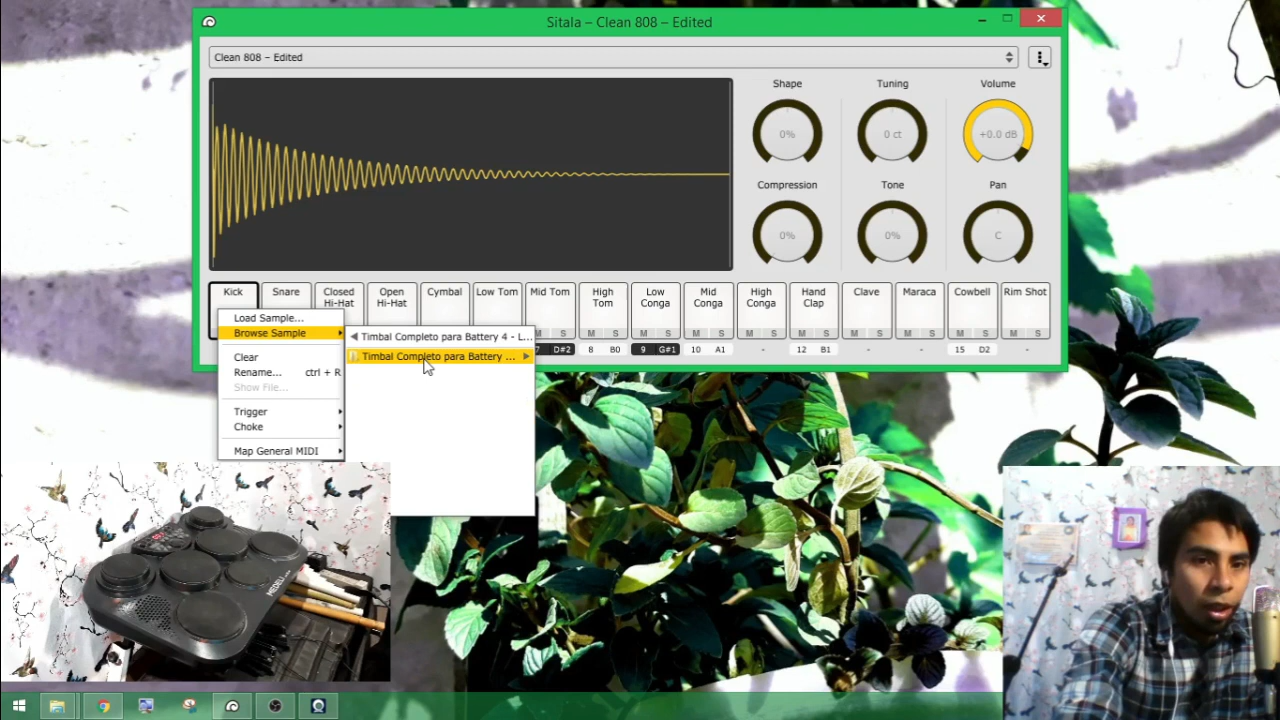 Sitala – Clean 808 – Edited
Clean 808 – Edited
Shape
Tuning
Volume
0%
0 ct
+0.0 dB
Compression
Tone
Pan
0%
0%
C
Kick
Snare
Closed Hi-Hat
Open Hi-Hat
Cymbal
Low Tom
Mid Tom
High Tom
Low Conga
Mid Conga
High Conga
Hand Clap
Clave
Maraca
Cowbell
Rim Shot
M S
M S
M S
M S
M S
M S
M S
M S
M S
M S
7 D#2
8 B0
9 G#1
10 A1
-
12 B1
-
-
15 D2
-
Load Sample...
Browse Sample
Clear
Rename... ctrl + R
Show File...
Trigger
Choke
Map General MIDI
Timbal Completo para Battery 4 - L...
Timbal Completo para Battery ...
MEDELI